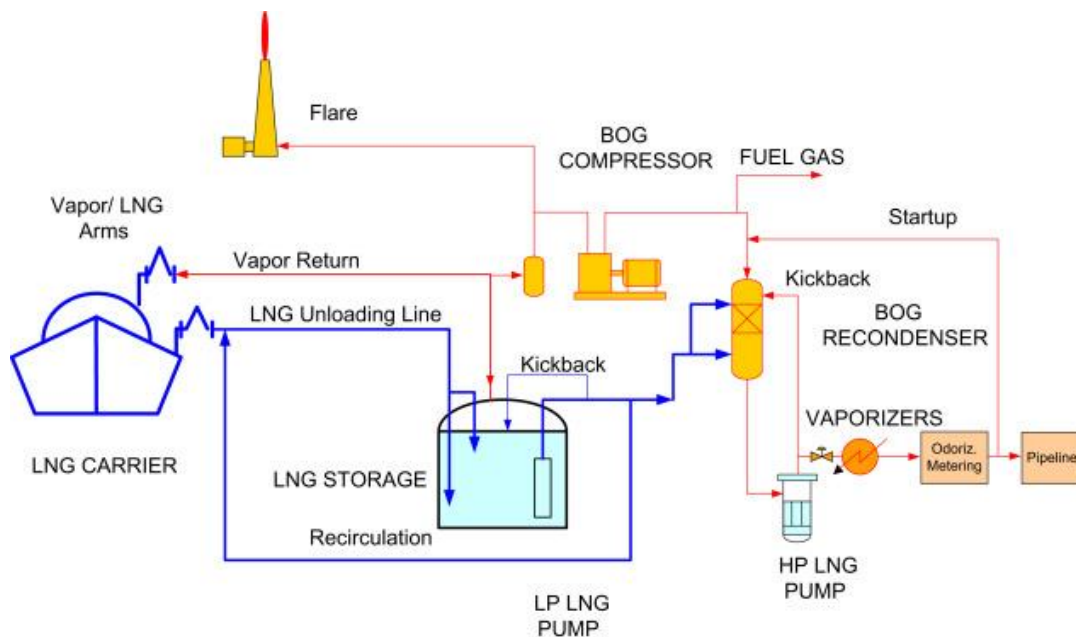 Flare
BOG
COMPRESSOR
FUEL GAS
Vapor/ LNG
Arms
Startup
Vapor Return
Kickback
LNG Unloading Line
BOG
RECONDENSER
Kickback
VAPORIZERS
LNG CARRIER
LNG STORAGE
Odoriz.
Metering
Pipeline
Recirculation
HP LNG
PUMP
LP LNG
PUMP